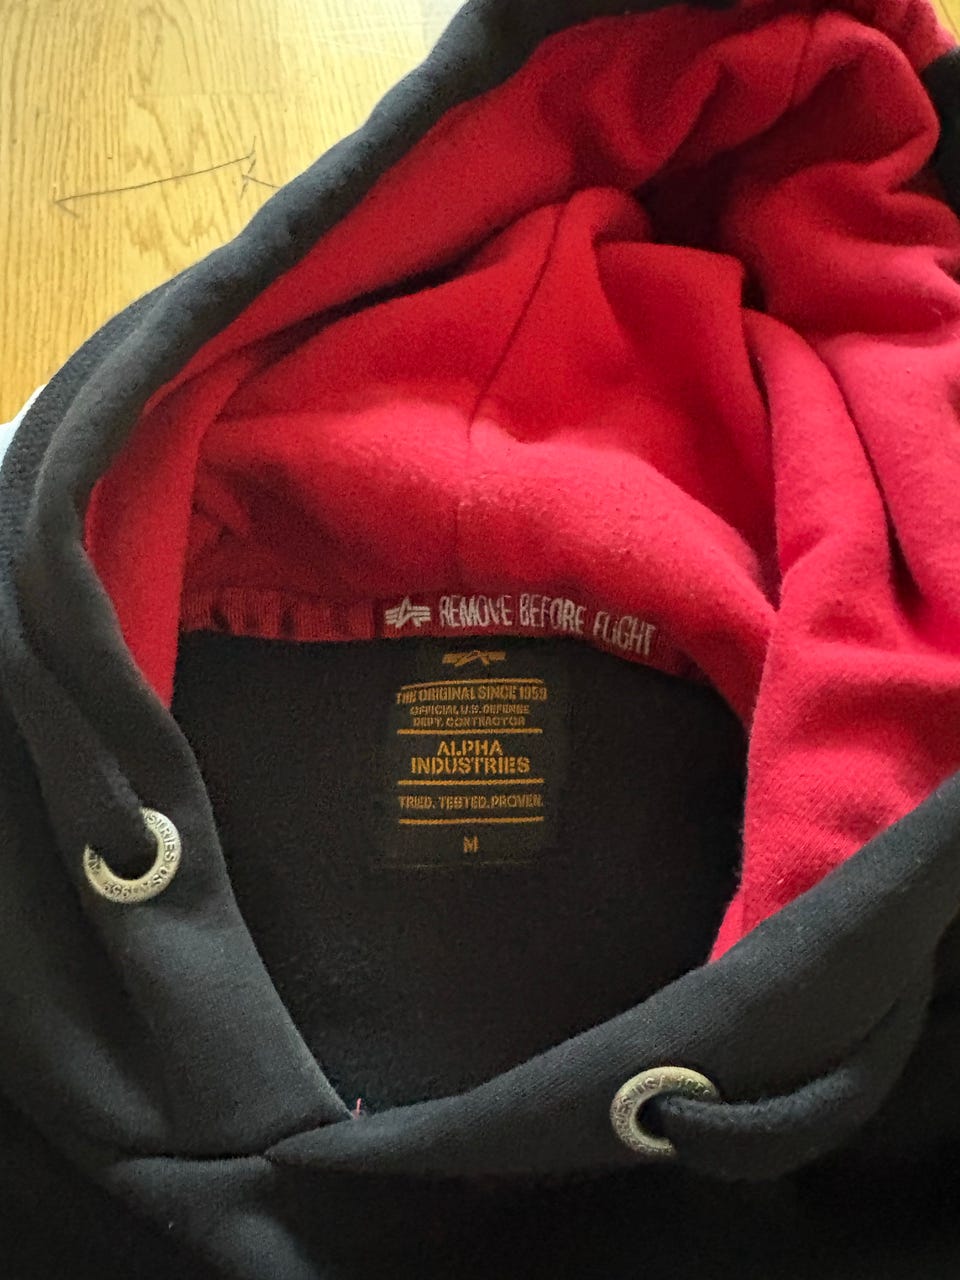 REMOVE BEFORE FLIGHT
THE ORIGINAL SINCE 1959
OFFICIAL U.S. DEFENSE
DEPT. CONTRACTOR
ALPHA
INDUSTRIES
TRIED. TESTED. PROVEN.
M